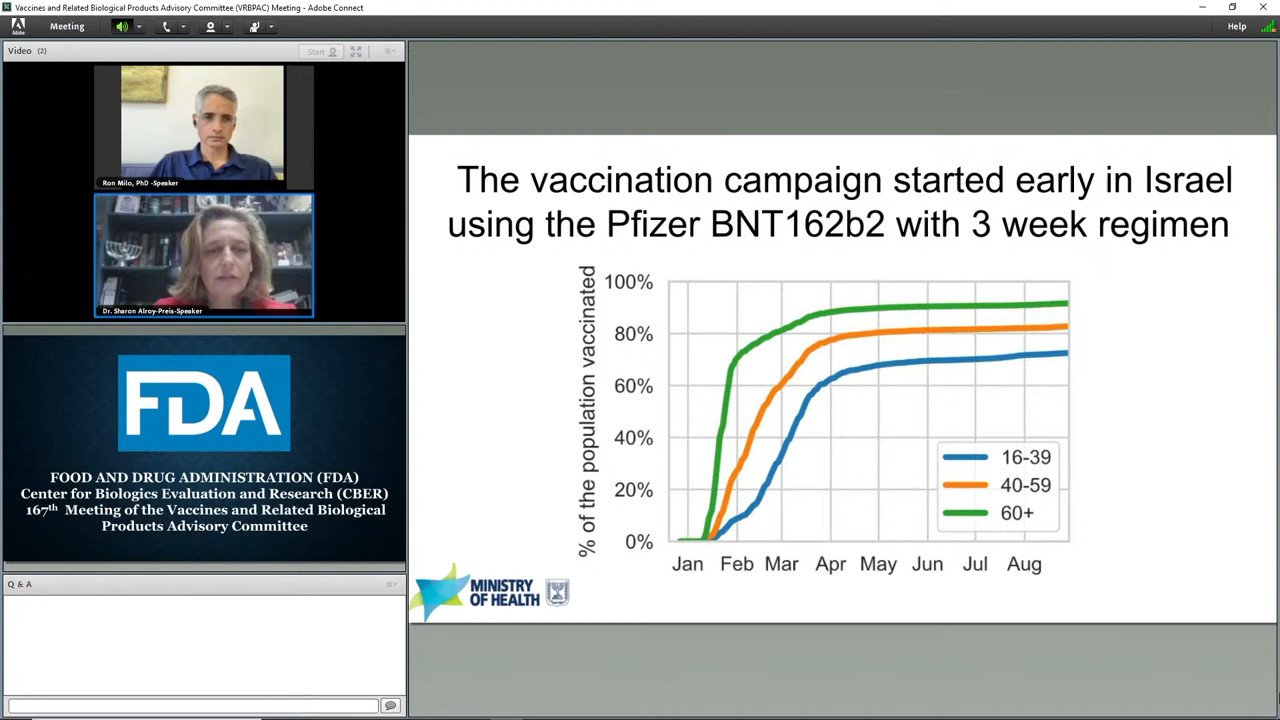 Vaccines and Related Biological Products Advisory Committee (VRBPAC) Meeting - Adobe Connect
Adobe
Meeting
Help
Video (2)
Start
Ron Milo, PhD -Speaker
Dr. Sharon Alroy-Preis-Speaker
FDA
FOOD AND DRUG ADMINISTRATION (FDA)
Center for Biologics Evaluation and Research (CBER)
167th Meeting of the Vaccines and Related Biological
Products Advisory Committee
Q & A
The vaccination campaign started early in Israel
using the Pfizer BNT162b2 with 3 week regimen
% of the population vaccinated
100%
80%
60%
40%
20%
0%
Jan Feb Mar Apr May Jun Jul Aug
16-39
40-59
60+
MINISTRY
OF HEALTH